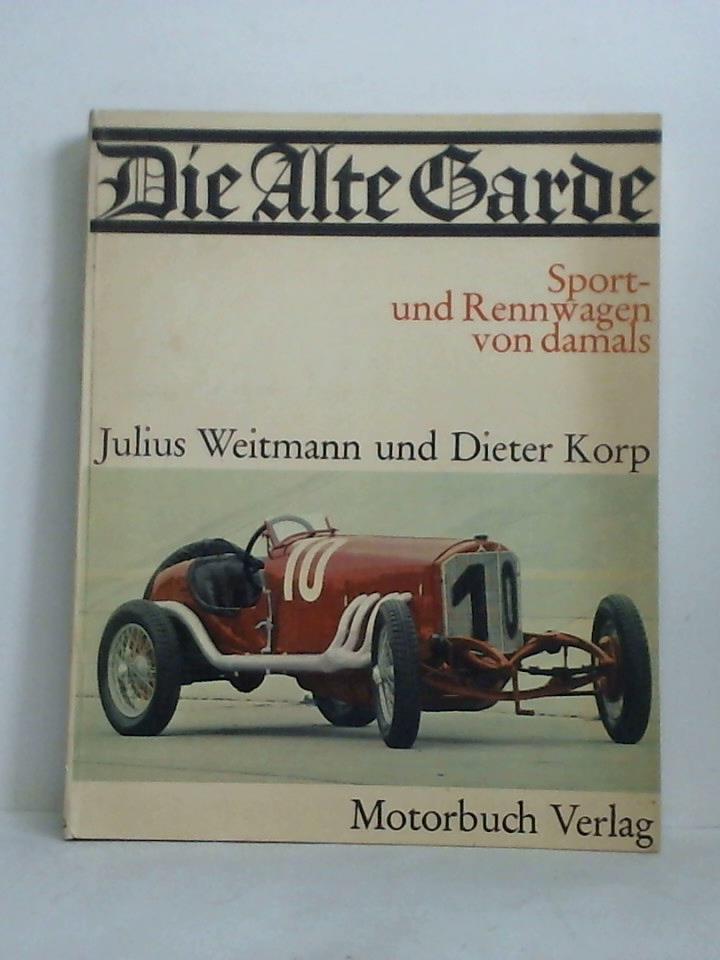 Die Alte Garde
Sport-
und Rennwagen
von damals
Julius Weitmann und Dieter Korp
10
10
Motorbuch Verlag